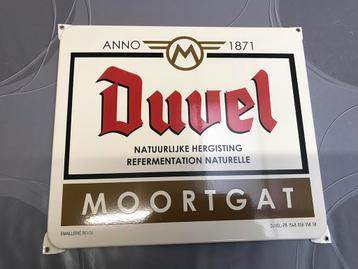 ANNO M 1871
Duvel
NATUURLIJKE HERGISTING
REFERMENTATION NATURELLE
MOORTGAT